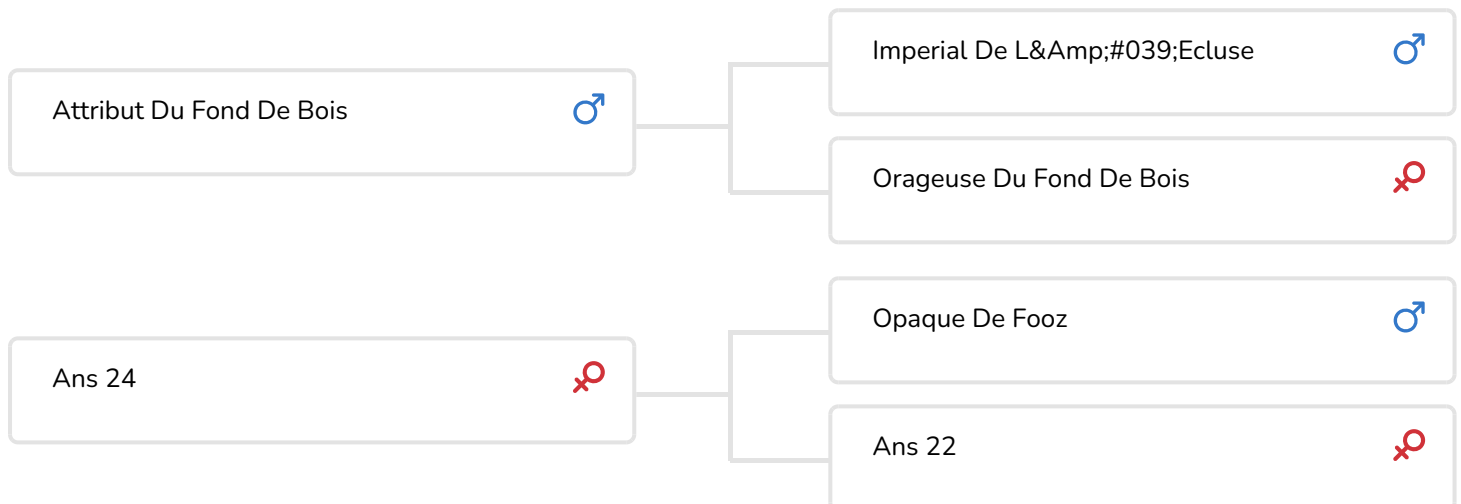 Imperial De L&Amp;#039;Ecluse
Attribut Du Fond De Bois
Orageuse Du Fond De Bois
Opaque De Fooz
Ans 24
Ans 22